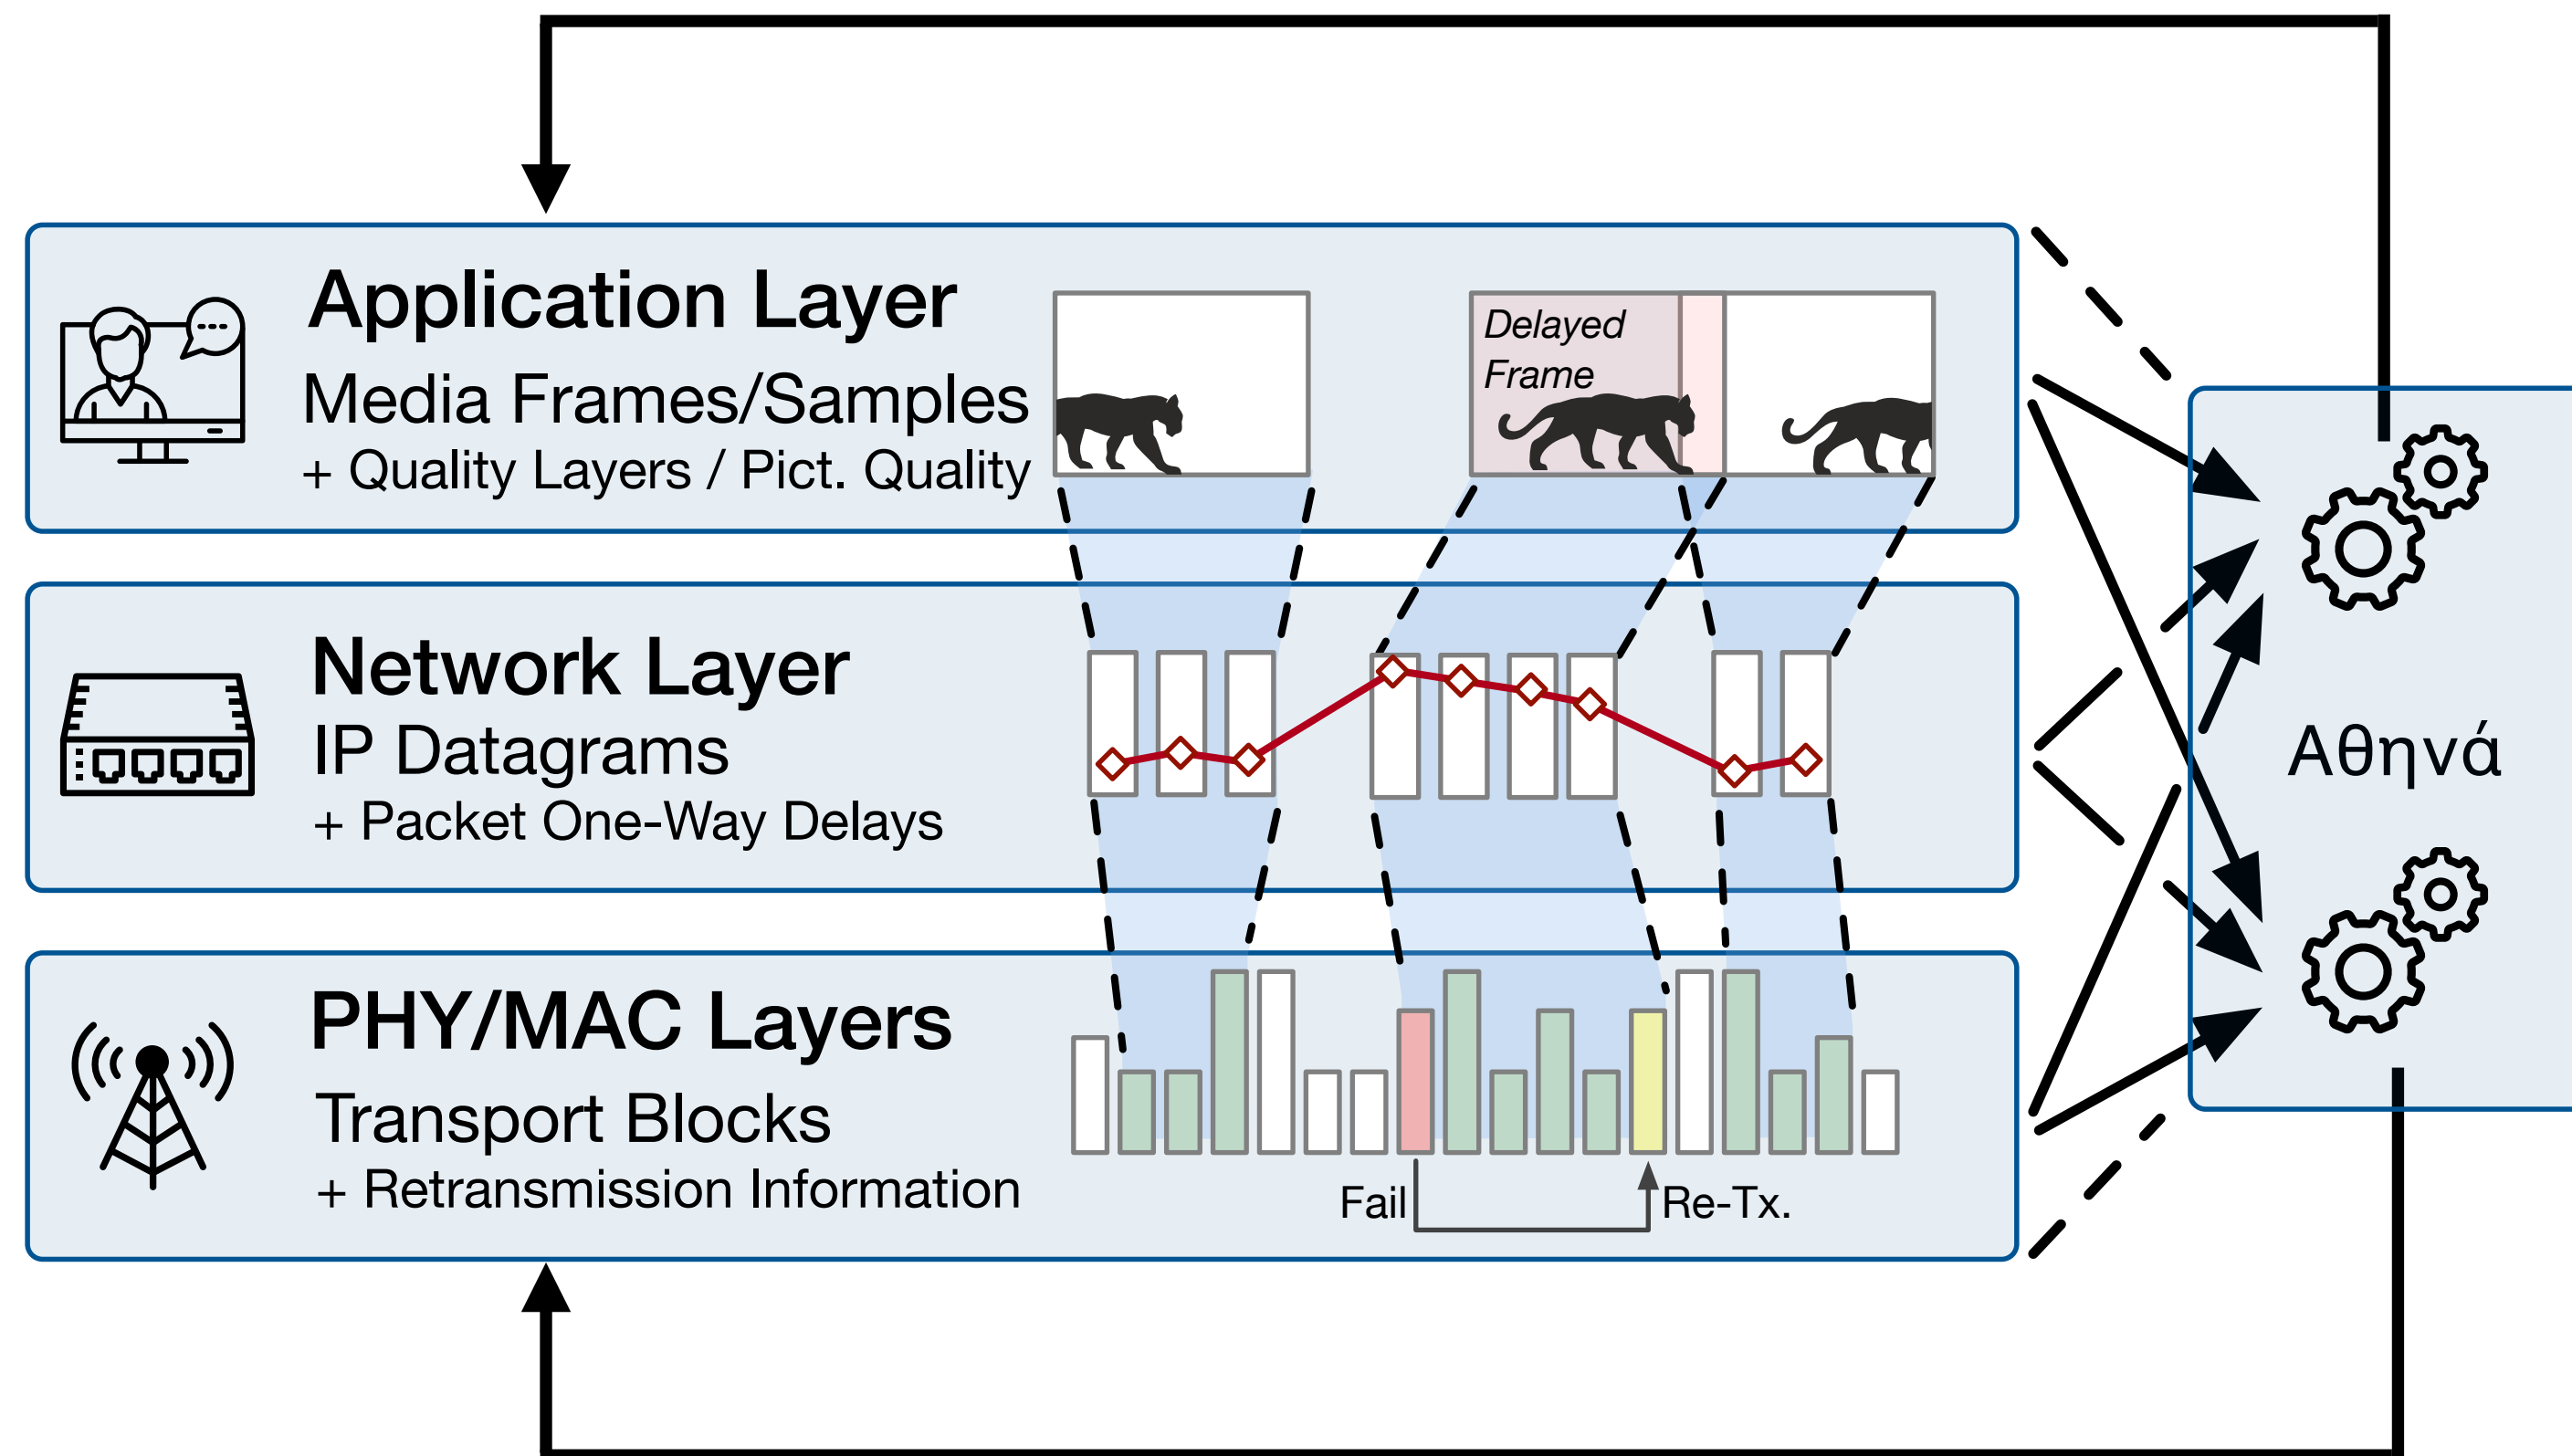 Application Layer
Media Frames/Samples
+ Quality Layers / Pict. Quality
Delayed
Frame
Network Layer
IP Datagrams
+ Packet One-Way Delays
Αθηνά
PHY/MAC Layers
Transport Blocks
+ Retransmission Information
Fail
Re-Tx.